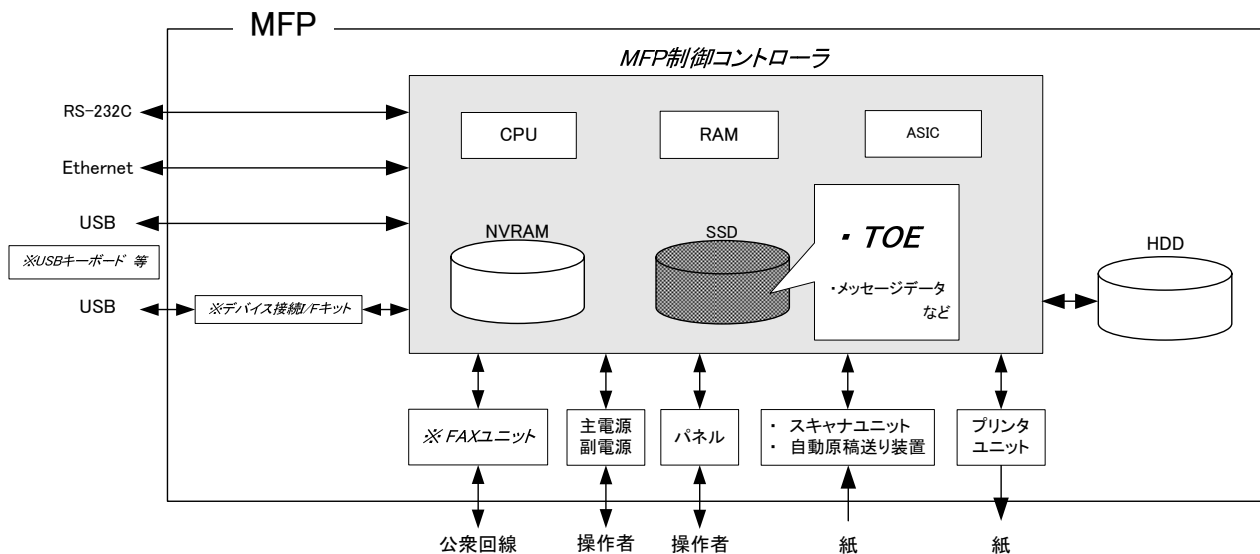 MFP
MFP制御コントローラ
RS-232C
CPU
RAM
ASIC
Ethernet
USB
NVRAM
SSD
・TOE
・メッセージデータ
など
HDD
※USBキーボード 等
USB
※デバイス接続I/Fキット
※FAXユニット
主電源
副電源
パネル
・ スキャナユニット
・ 自動原稿送り装置
プリンタ
ユニット
公衆回線
操作者
操作者
紙
紙